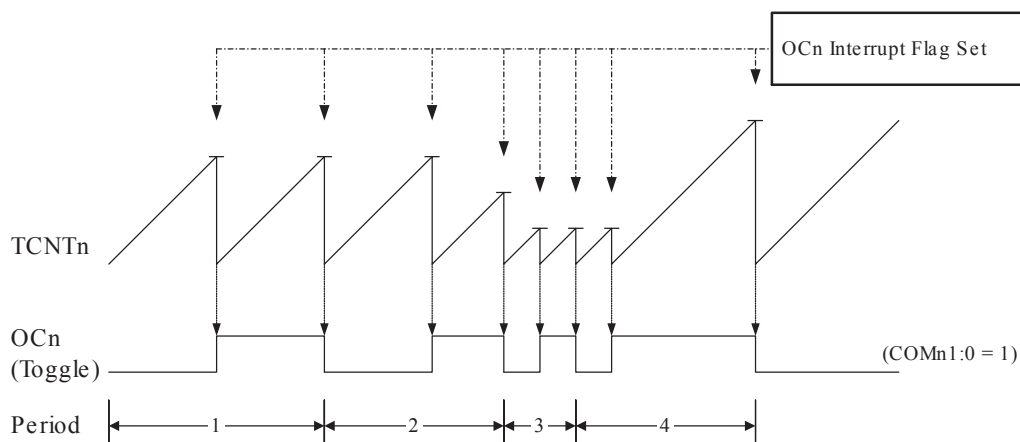 OCn Interrupt Flag Set
TCNTn
OCn
(Toggle)
(COMn1:0 = 1)
Period
1
2
3
4